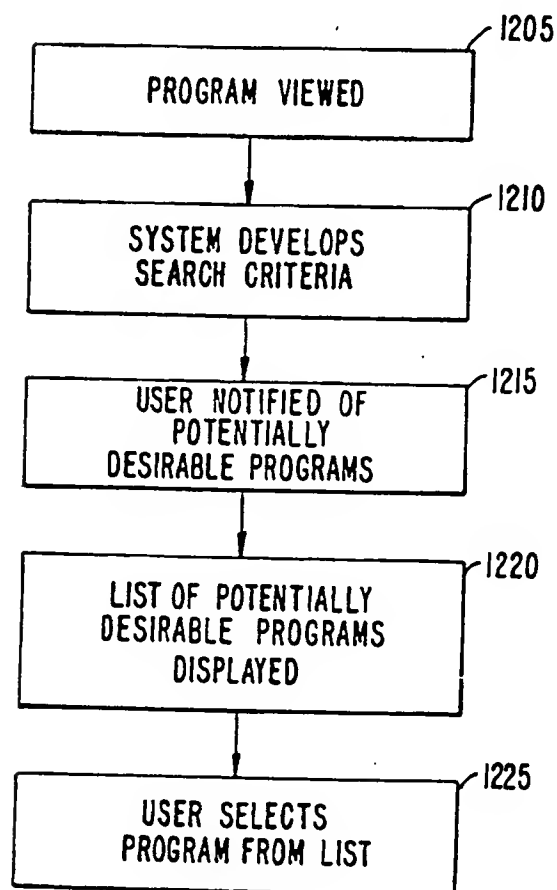 1205
PROGRAM VIEWED
1210
SYSTEM DEVELOPS
SEARCH CRITERIA
1215
USER NOTIFIED OF
POTENTIALLY
DESIRABLE PROGRAMS
1220
LIST OF POTENTIALLY
DESIRABLE PROGRAMS
DISPLAYED
1225
USER SELECTS
PROGRAM FROM LIST